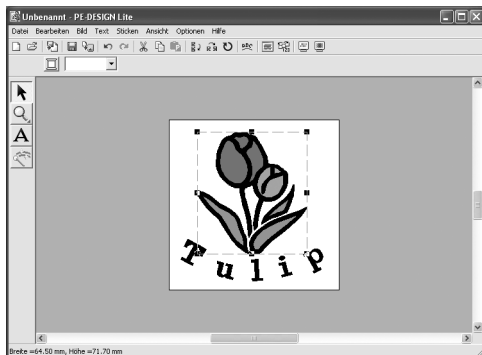 Unbenannt - PE-DESIGN Lite
Datei Bearbeiten Bild Text Sticken Ansicht Optionen Hilfe
abc
A
Tulip
Breite =64.50 mm, Höhe =71.70 mm